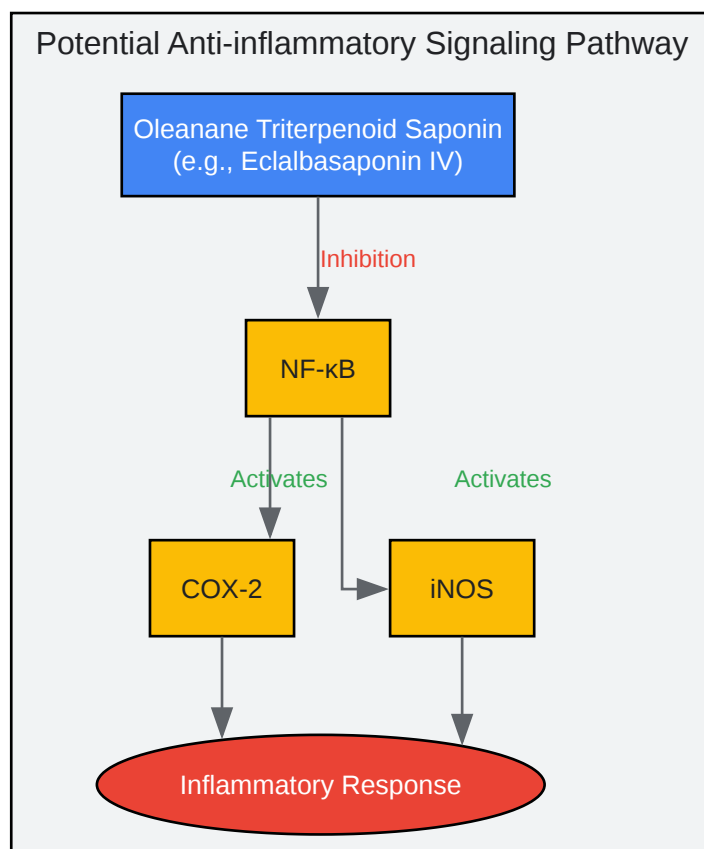 Potential Anti-inflammatory Signaling Pathway
Oleanane Triterpenoid Saponin
(e.g., Eclalbasaponin IV)
Inhibition
NF-κB
Activates
Activates
COX-2
iNOS
Inflammatory Response